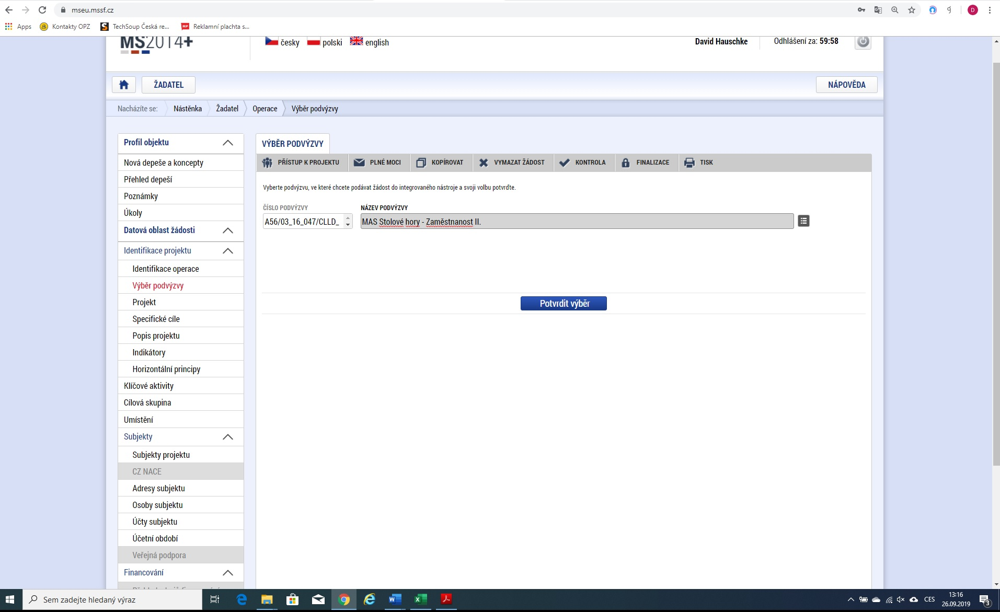 mseu.mssf.cz
Apps Kontakty OPZ TechSoup Česká re... Reklamní plachta s...
MS2014+ česky polski english David Hauschke Odhlášení za: 59:58
ŽADATEL NÁPOVĚDA
Nacházíte se: Nástěnka Žadatel Operace Výběr podvýzvy
Profil objektu
Nová depeše a koncepty
Přehled depeší
Poznámky
Úkoly
Datová oblast žádosti
Identifikace projektu
Identifikace operace
Výběr podvýzvy
Projekt
Specifické cíle
Popis projektu
Indikátory
Horizontální principy
Klíčové aktivity
Cílová skupina
Umístění
Subjekty
Subjekty projektu
CZ NACE
Adresy subjektu
Osoby subjektu
Účty subjektu
Účetní období
Veřejná podpora
Financování
VÝBĚR PODVÝZVY
PŘÍSTUP K PROJEKTU PLNÉ MOCI KOPÍROVAT VYMAZAT ŽÁDOST KONTROLA FINALIZACE TISK
Vyberte podvýzvu, ve které chcete podávat žádost do integrovaného nástroje a svoji volbu potvrďte.
ČÍSLO PODVÝZVY NÁZEV PODVÝZVY
A56/03_16_047/CLLD_ MAS Stolové hory - Zaměstnanost II.
Potvrdit výběr
Sem zadejte hledaný výraz
CES
13:16
26.09.2019
3